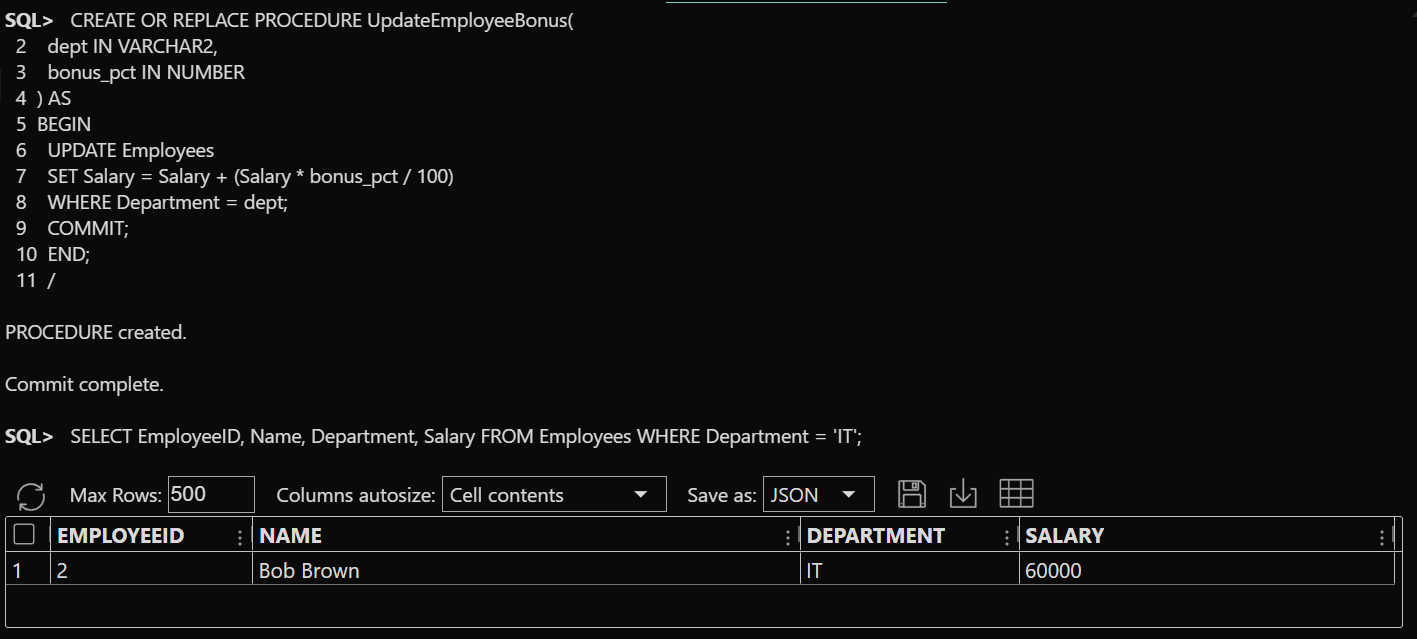 SQL> CREATE OR REPLACE PROCEDURE UpdateEmployeeBonus(
2 dept IN VARCHAR2,
3 bonus_pct IN NUMBER
4 ) AS
5 BEGIN
6 UPDATE Employees
7 SET Salary = Salary + (Salary * bonus_pct / 100)
8 WHERE Department = dept;
9 COMMIT;
10 END;
11 /
PROCEDURE created.
Commit complete.
SQL> SELECT EmployeeID, Name, Department, Salary FROM Employees WHERE Department = 'IT';
Max Rows: 500 Columns autosize: Cell contents Save as: JSON
EMPLOYEEID NAME DEPARTMENT SALARY
1 2 Bob Brown IT 60000